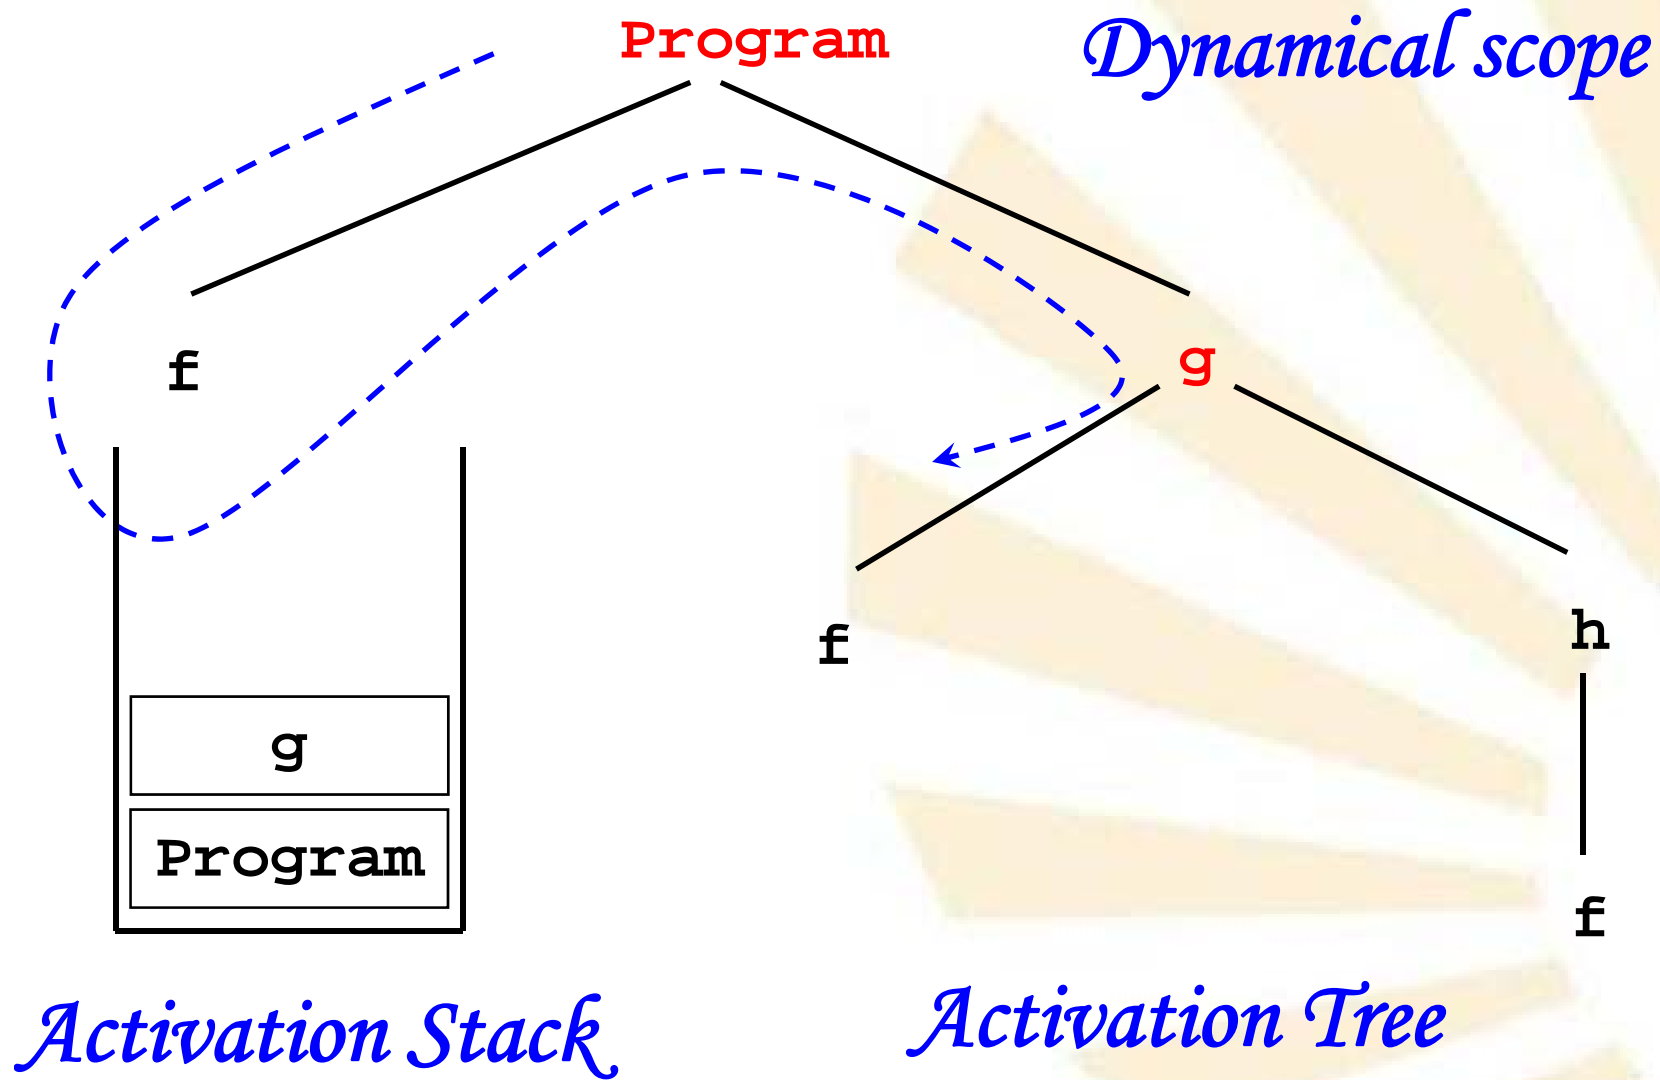 Program
Dynamical scope
f
g
f
h
g
Program
f
Activation Stack
Activation Tree